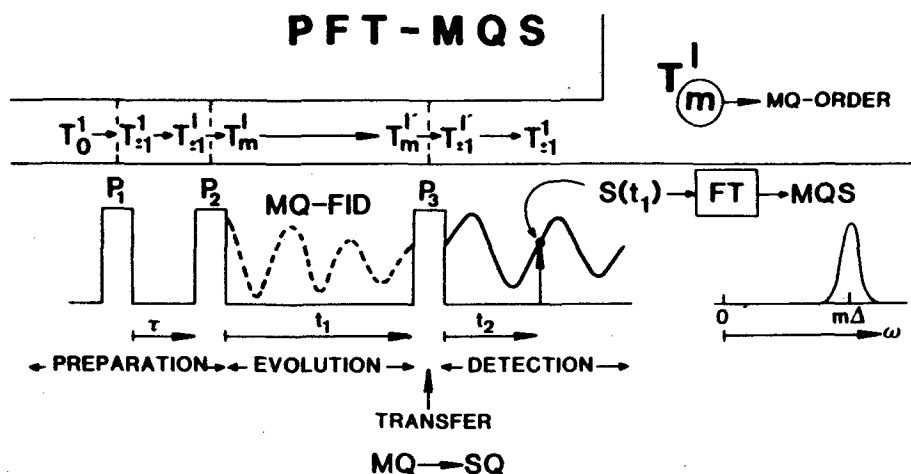 PFT-MQS
T^l_m → MQ-ORDER
T^1_0 → T^1_±1 → T^l_±1 → T^l_m → T^l'_m → T^l'_±1 → T^1_±1
P1 P2 MQ-FID P3 S(t1) → FT → MQS
τ t1 t2 0 mΔ ω
PREPARATION EVOLUTION DETECTION
TRANSFER
MQ → SQ